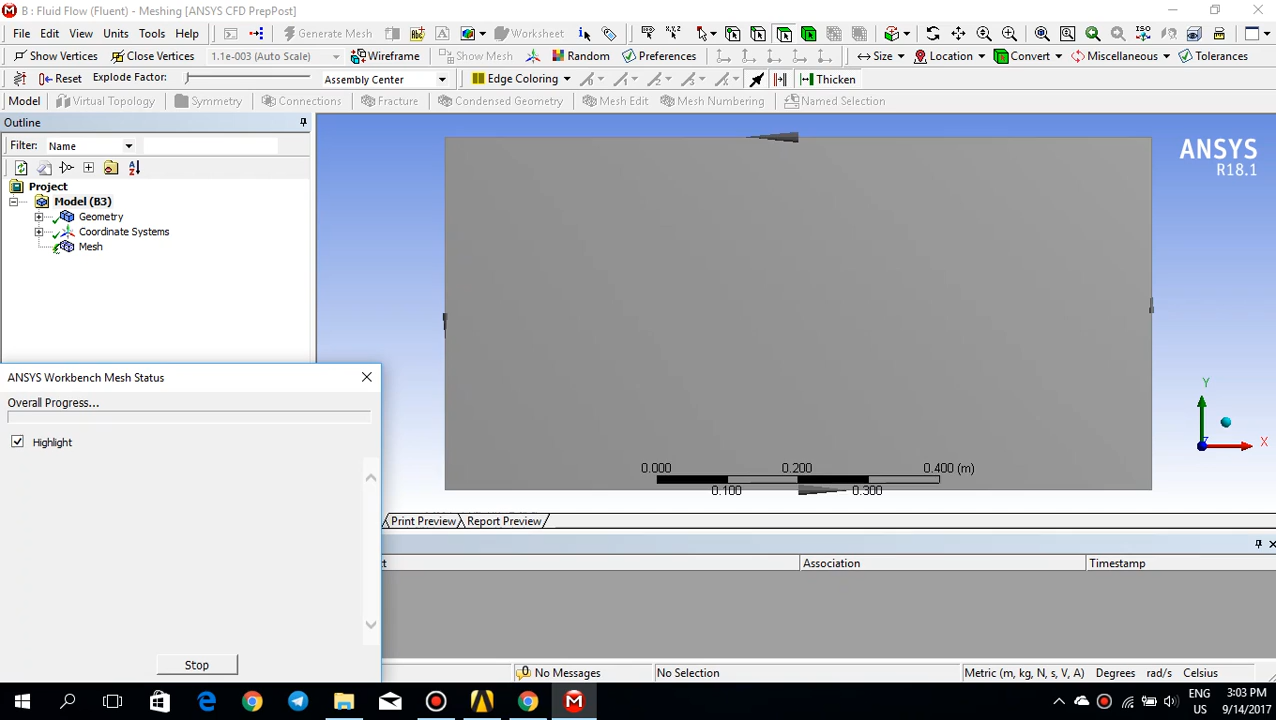 B : Fluid Flow (Fluent) - Meshing [ANSYS CFD PrepPost]
File Edit View Units Tools Help Generate Mesh Worksheet
Show Vertices Close Vertices 1.1e-003 (Auto Scale) Wireframe Show Mesh Random Preferences Size Location Convert Miscellaneous Tolerances
Reset Explode Factor: Assembly Center Edge Coloring Thicken
Model Virtual Topology Symmetry Connections Fracture Condensed Geometry Mesh Edit Mesh Numbering Named Selection
Outline
Filter: Name
Project
Model (B3)
Geometry
Coordinate Systems
Mesh
ANSYS
R18.1
ANSYS Workbench Mesh Status
Overall Progress...
Highlight
Stop
Y
X
0.000 0.200 0.400 (m)
0.100 0.300
Print Preview Report Preview
Association Timestamp
0 No Messages No Selection Metric (m, kg, N, s, V, A) Degrees rad/s Celsius
ENG 3:03 PM
US 9/14/2017